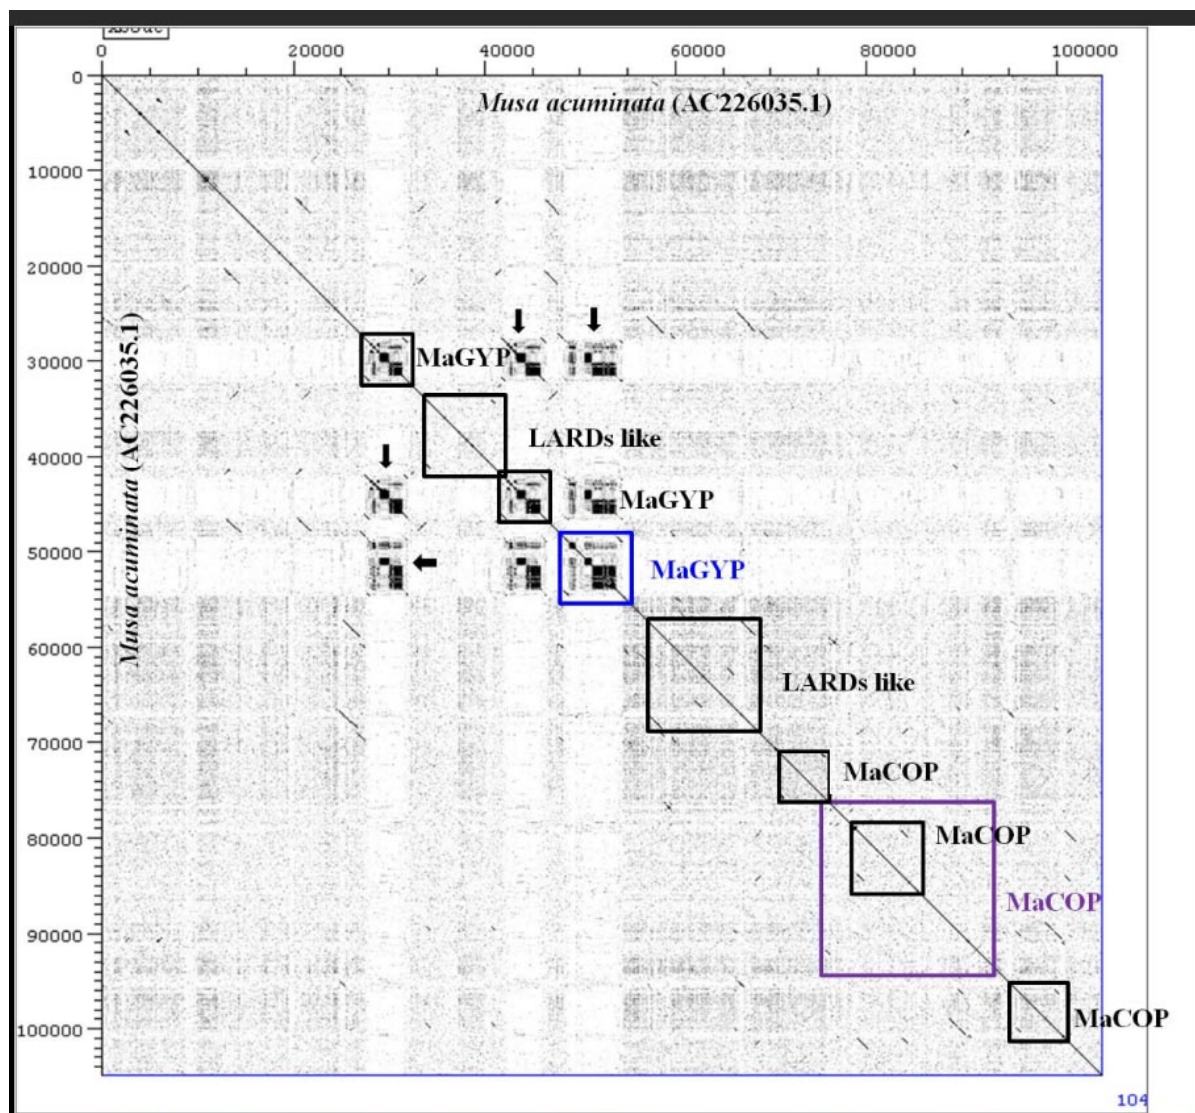 0 20000 40000 60000 80000 100000
0
Musa acuminata (AC226035.1)
10000
20000
30000
MaGYP
LARDs like
40000
MaGYP
50000
MaGYP
Musa acuminata (AC226035.1)
60000
LARDs like
70000
MaCOP
80000
MaCOP
MaCOP
90000
100000
MaCOP
104